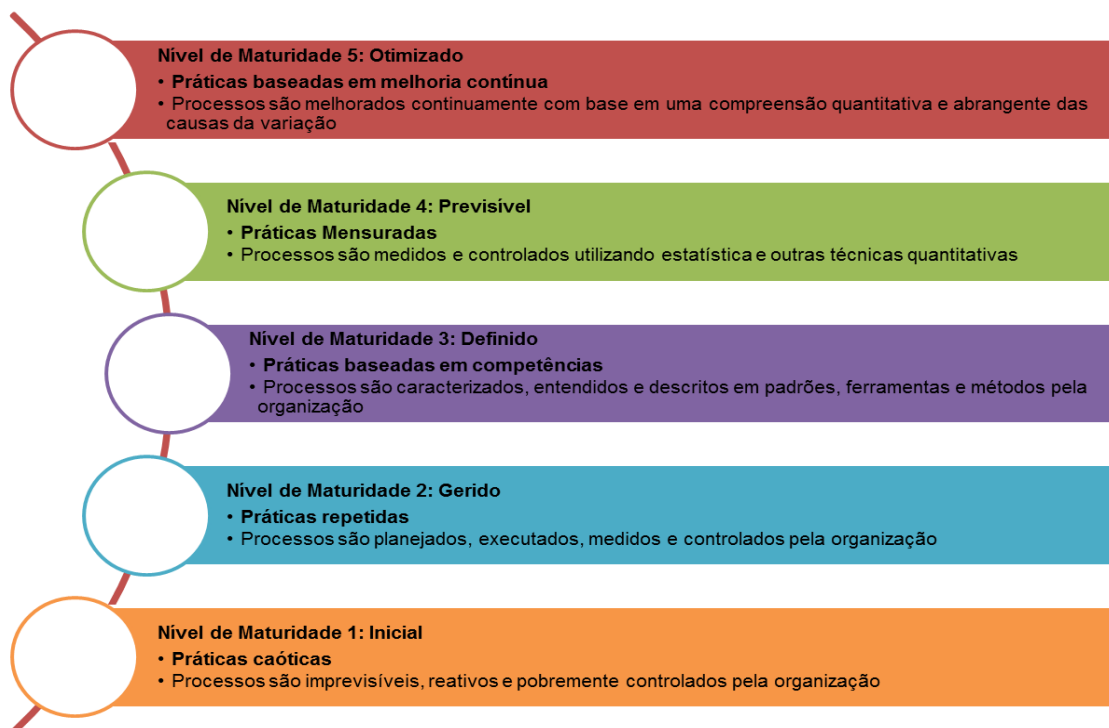 Nível de Maturidade 5: Otimizado
• Práticas baseadas em melhoria contínua
• Processos são melhorados continuamente com base em uma compreensão quantitativa e abrangente das
causas da variação
Nível de Maturidade 4: Previsível
• Práticas Mensuradas
• Processos são medidos e controlados utilizando estatística e outras técnicas quantitativas
Nível de Maturidade 3: Definido
• Práticas baseadas em competências
• Processos são caracterizados, entendidos e descritos em padrões, ferramentas e métodos pela
organização
Nível de Maturidade 2: Gerido
• Práticas repetidas
• Processos são planejados, executados, medidos e controlados pela organização
Nível de Maturidade 1: Inicial
• Práticas caóticas
• Processos são imprevisíveis, reativos e pobremente controlados pela organização